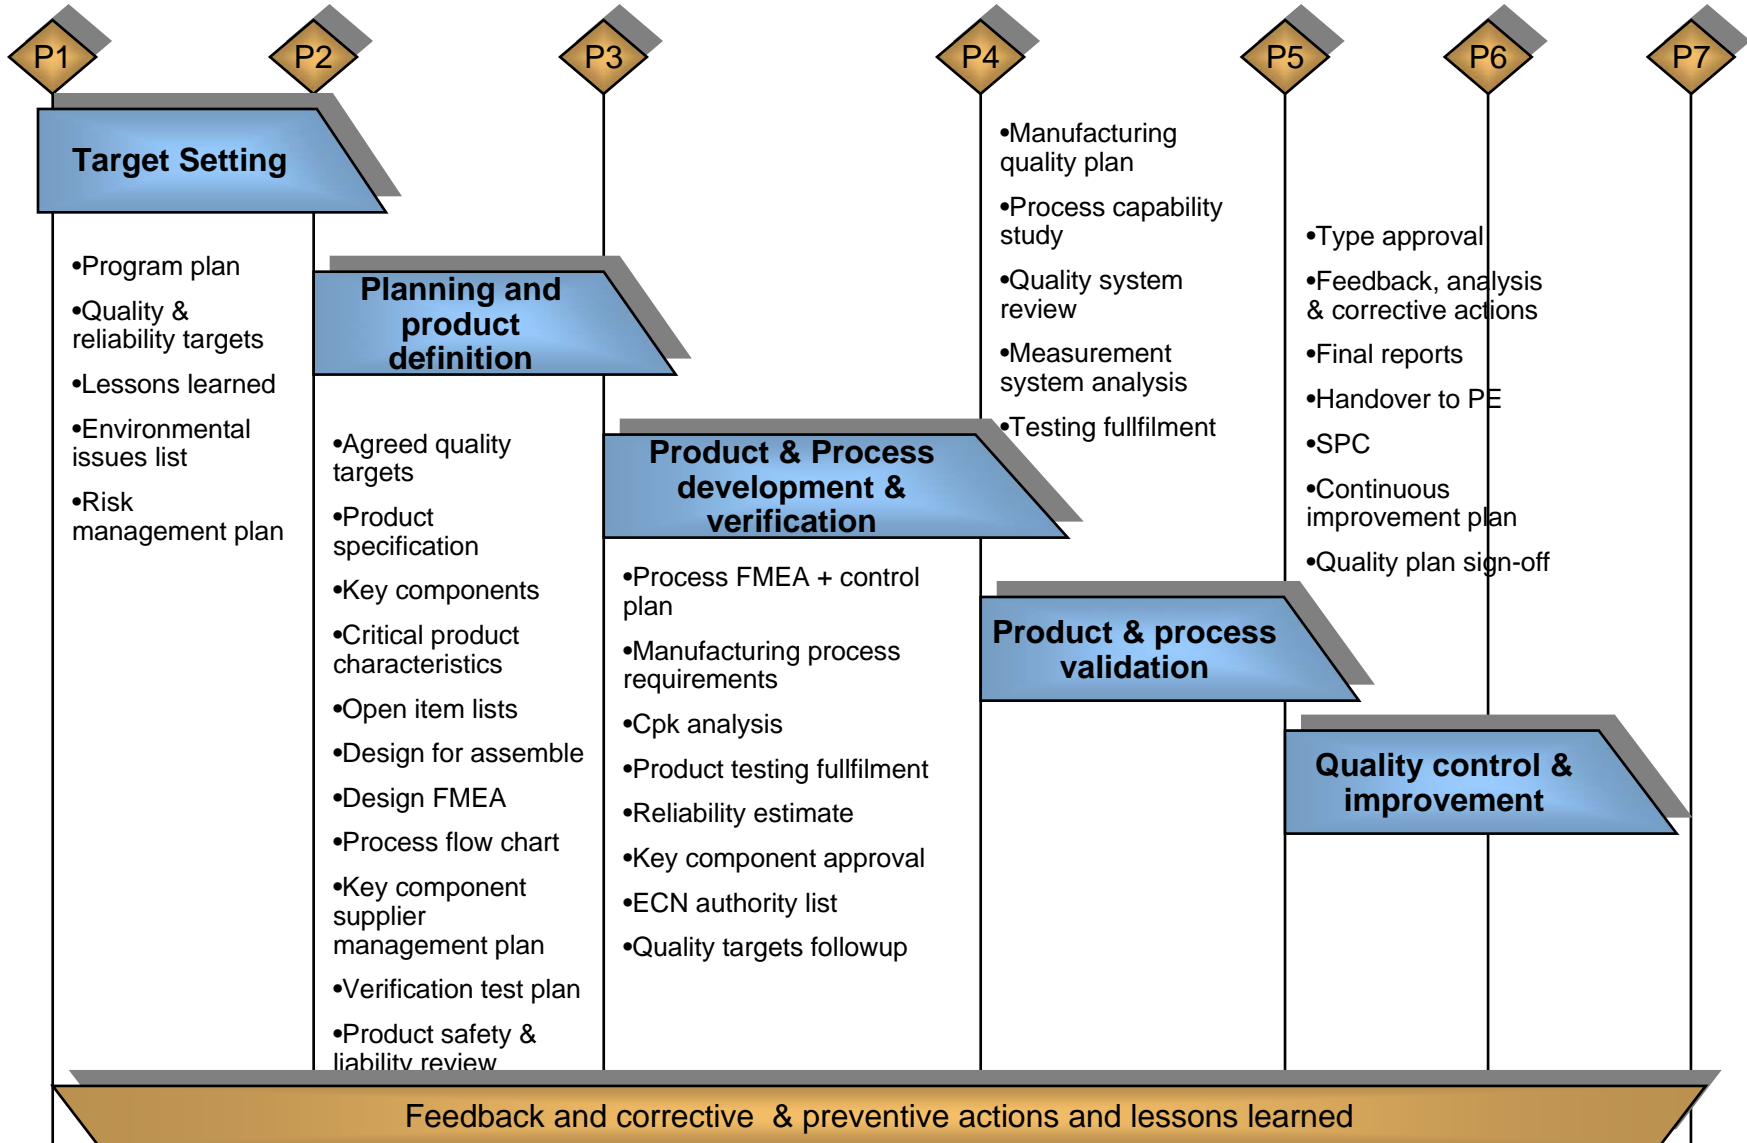 P1
P2
P3
P4
P5
P6
P7
Target Setting
•Program plan
•Quality &
reliability targets
•Lessons learned
•Environmental
issues list
•Risk
management plan
Planning and
product
definition
•Agreed quality
targets
•Product
specification
•Key components
•Critical product
characteristics
•Open item lists
•Design for assemble
•Design FMEA
•Process flow chart
•Key component
supplier
management plan
•Verification test plan
•Product safety &
liability review
Product & Process
development &
verification
•Process FMEA + control
plan
•Manufacturing process
requirements
•Cpk analysis
•Product testing fullfilment
•Reliability estimate
•Key component approval
•ECN authority list
•Quality targets followup
•Manufacturing
quality plan
•Process capability
study
•Quality system
review
•Measurement
system analysis
•Testing fullfilment
Product & process
validation
•Type approval
•Feedback, analysis
& corrective actions
•Final reports
•Handover to PE
•SPC
•Continuous
improvement plan
•Quality plan sign-off
Quality control &
improvement
Feedback and corrective & preventive actions and lessons learned